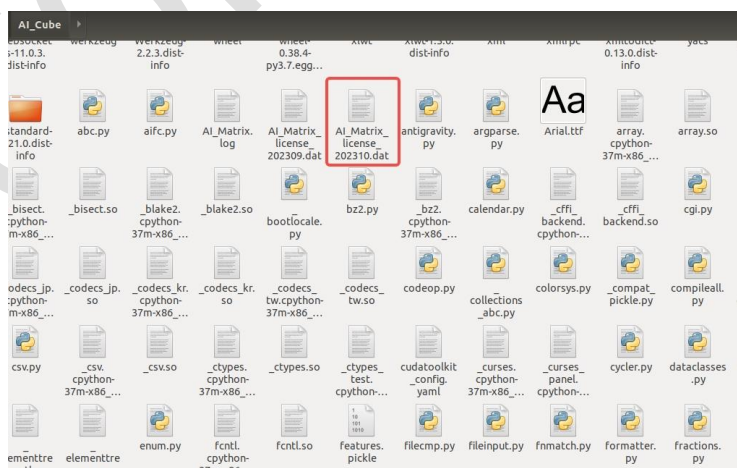 AI_Cube
websocket
werkzeug
werkzeug-
wheel
wheel
xlwt
xlwt-1.3.0.
xml
xmlrpc
xmltodict-
yacs
s-11.0.3.
dist-info
2.2.3.dist-
info
0.38.4-
py3.7.egg...
dist-info
0.13.0.dist-
info
standard-
21.0.dist-
info
abc.py
aifc.py
AI_Matrix.
log
AI_Matrix_
license_
202309.dat
AI_Matrix_
license_
202310.dat
antigravity.
py
argparse.
py
Aa
Arial.ttf
array.
cpython-
37m-x86_...
array.so
_bisect.
cpython-
m-x86_...
_bisect.so
_blake2.
cpython-
37m-x86_...
_blake2.so
_
bootlocale.
py
bz2.py
_bz2.
cpython-
37m-x86_...
calendar.py
_cffi_
backend.
cpython-...
_cffi_
backend.so
cgi.py
codecs_jp.
cpython-
m-x86_...
_codecs_jp.
so
_codecs_kr.
cpython-
37m-x86_...
_codecs_kr.
so
_codecs_
tw.cpython-
37m-x86_...
_codecs_
tw.so
codeop.py
_
collections
_abc.py
colorsys.py
_compat_
pickle.py
compileall.
py
csv.py
_csv.
cpython-
37m-x86_...
_csv.so
_ctypes.
cpython-
37m-x86_...
_ctypes.so
_ctypes_
test.
cpython-...
cudatoolkit
_config.
yaml
_curses.
cpython-
37m-x86_...
_curses_
panel.
cpython-...
cycler.py
dataclasses
.py
_
ementtre
_
elementtre
enum.py
fcntl.
cpython-
fcntl.so
features.
pickle
filecmp.py
fileinput.py
fnmatch.py
formatter.
py
fractions.
py